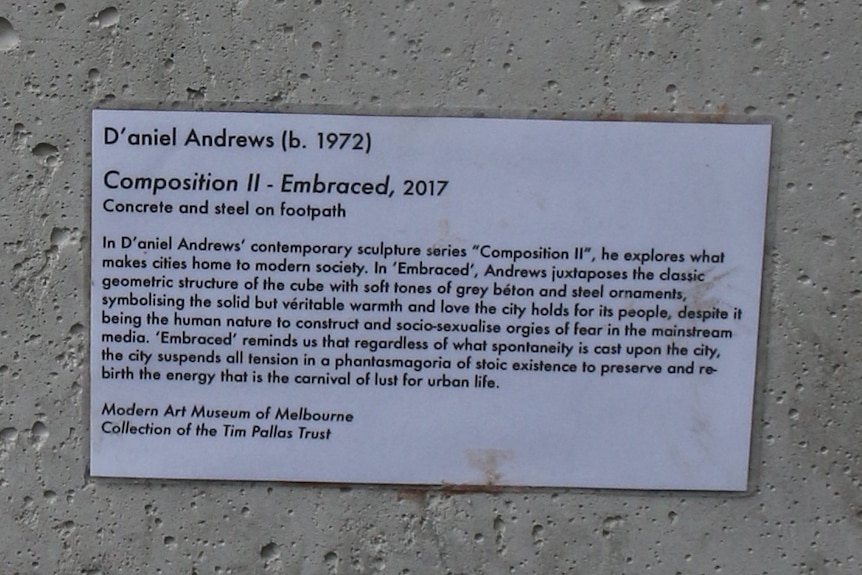 D'aniel Andrews (b. 1972)
Composition II - Embraced, 2017
Concrete and steel on footpath
In D'aniel Andrews' contemporary sculpture series "Composition II", he explores what
makes cities home to modern society. In 'Embraced', Andrews juxtaposes the classic
geometric structure of the cube with soft tones of grey béton and steel ornaments,
symbolising the solid but véritable warmth and love the city holds for its people, despite it
being the human nature to construct and socio-sexualise orgies of fear in the mainstream
media. 'Embraced' reminds us that regardless of what spontaneity is cast upon the city,
the city suspends all tension in a phantasmagoria of stoic existence to preserve and re-
birth the energy that is the carnival of lust for urban life.
Modern Art Museum of Melbourne
Collection of the Tim Pallas Trust